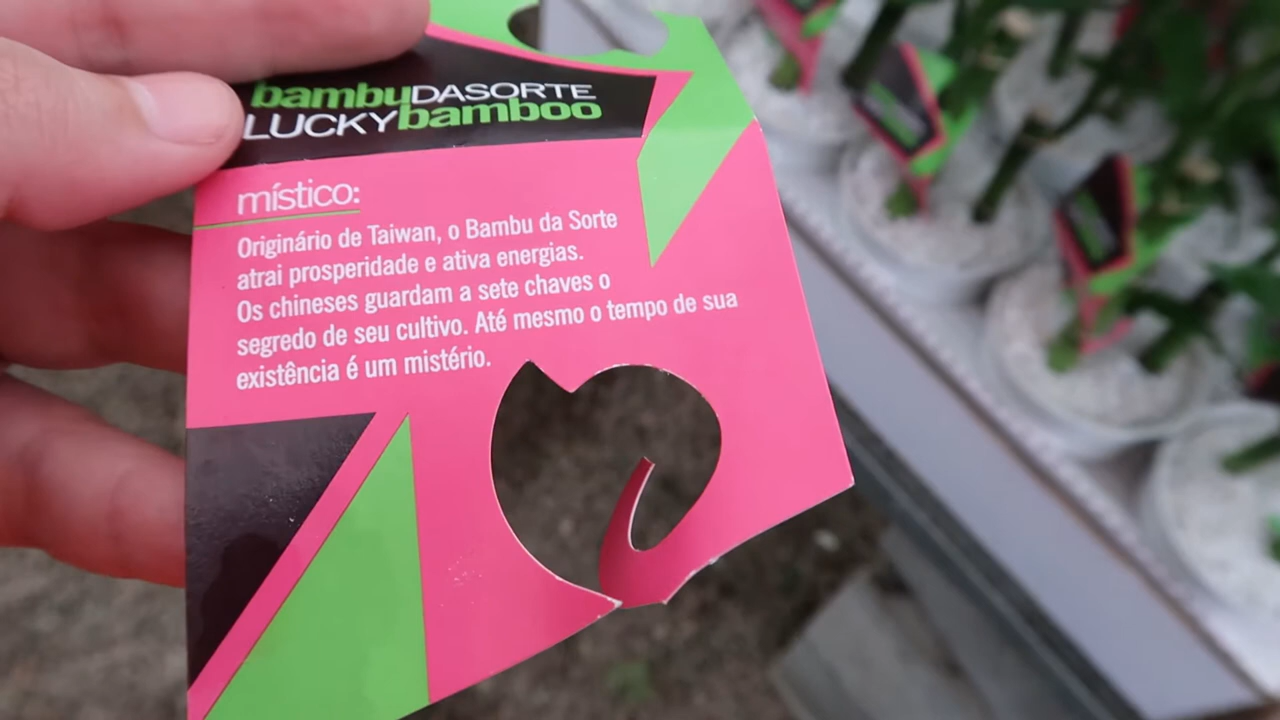 bambuDASORTE
LUCKYbamboo
místico:
Originário de Taiwan, o Bambu da Sorte
atrai prosperidade e ativa energias.
Os chineses guardam a sete chaves o
segredo de seu cultivo. Até mesmo o tempo de sua
existência é um mistério.